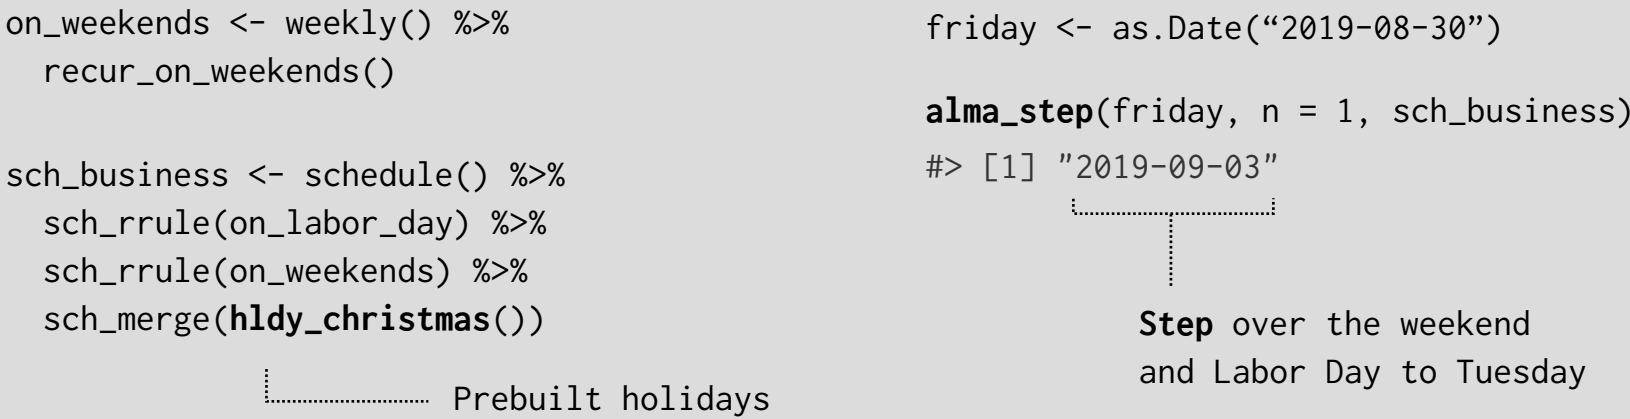 on_weekends <- weekly() %>%
  recur_on_weekends()
sch_business <- schedule() %>%
  sch_rrule(on_labor_day) %>%
  sch_rrule(on_weekends) %>%
  sch_merge(hldy_christmas())
Prebuilt holidays
friday <- as.Date(“2019-08-30”)
alma_step(friday, n = 1, sch_business)
#> [1] "2019-09-03"
Step over the weekend
and Labor Day to Tuesday